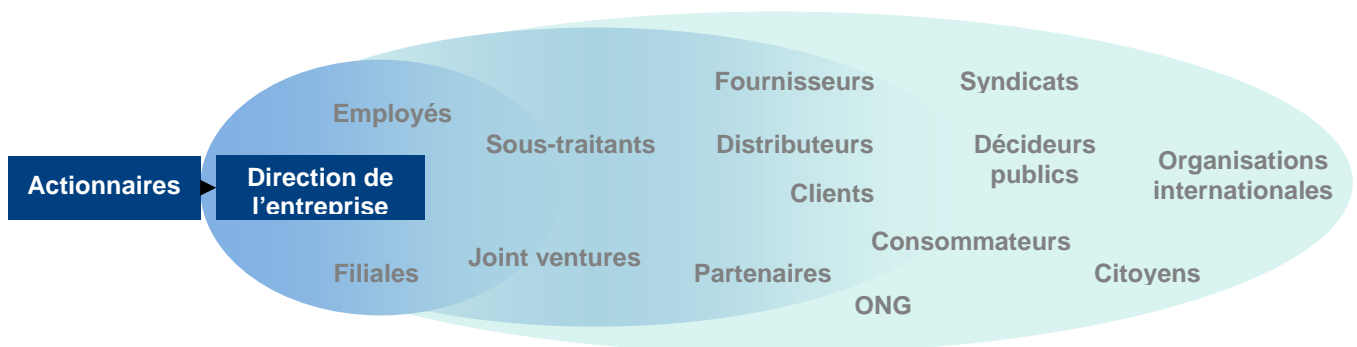 Fournisseurs
Syndicats
Employés
Sous-traitants
Distributeurs
Décideurs
publics
Organisations
internationales
Actionnaires
Direction de
l'entreprise
Clients
Consommateurs
Joint ventures
Filiales
Partenaires
Citoyens
ONG